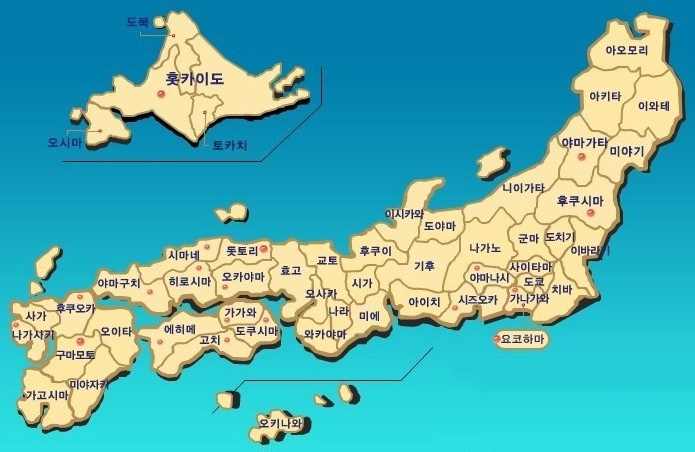 도북
홋카이도
오시마
토카치
아오모리
아키타
이와테
야마가타
미야기
니이가타
후쿠시마
이시카와
도야마
나가노
군마
도치기
이바라기
후쿠이
기후
야마나시
사이타마
도쿄
치바
시즈오카
가나가와
요코하마
아이치
시가
교토
효고
오사카
나라
미에
와카야마
돗토리
시마네
오카야마
히로시마
야마구치
가가와
도쿠시마
에히메
고치
후쿠오카
사가
나가사키
오이타
구마모토
미야자키
가고시마
오키나와